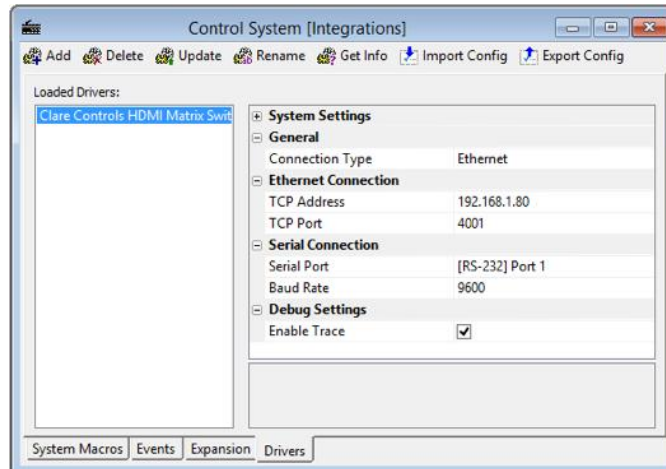 Control System [Integrations]
Add Delete Update Rename Get Info Import Config Export Config
Loaded Drivers:
Clare Controls HDMI Matrix Swit
System Settings
General
Connection Type Ethernet
Ethernet Connection
TCP Address 192.168.1.80
TCP Port 4001
Serial Connection
Serial Port [RS-232] Port 1
Baud Rate 9600
Debug Settings
Enable Trace
System Macros Events Expansion Drivers